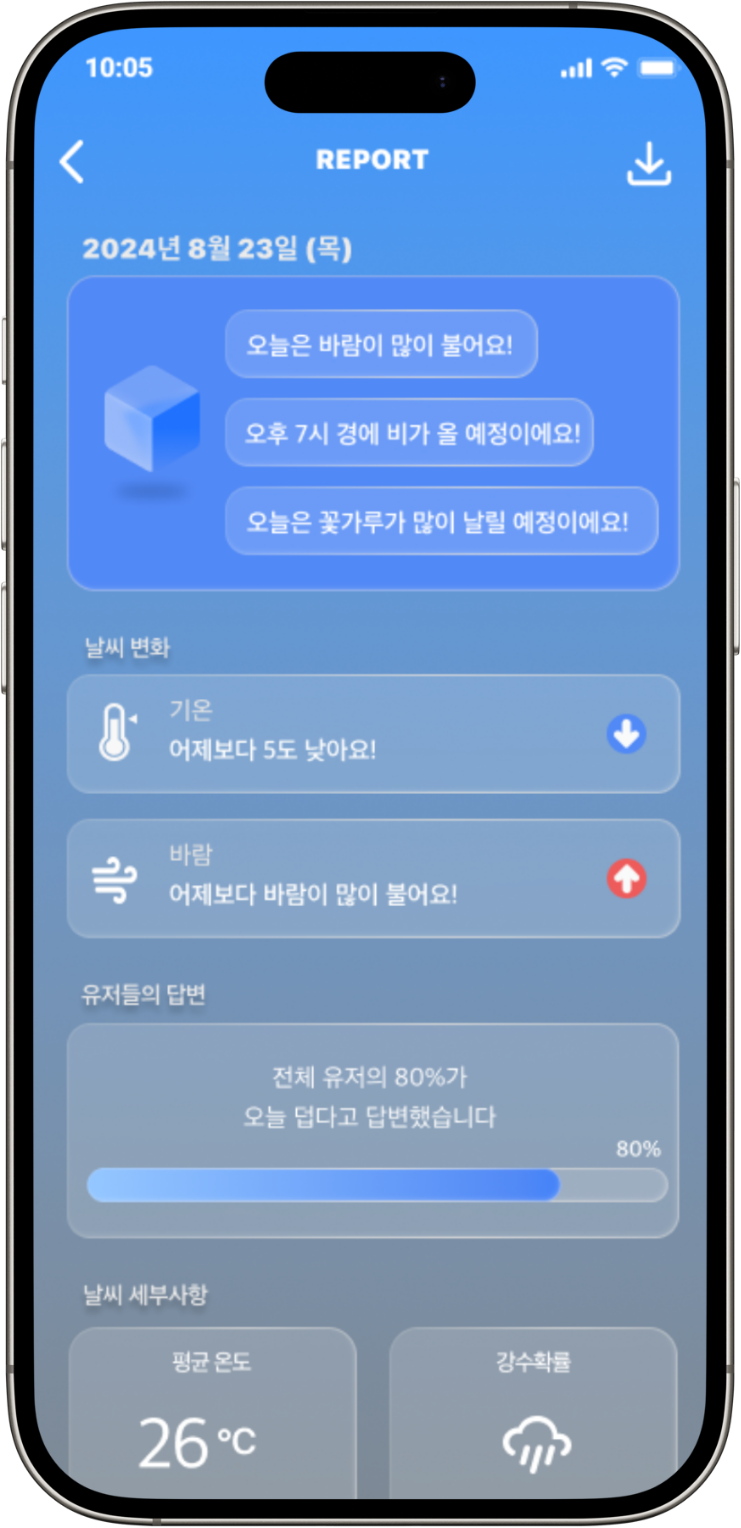 10:05
REPORT
2024년 8월 23일 (목)
오늘은 바람이 많이 불어요!
오후 7시 경에 비가 올 예정이에요!
오늘은 꽃가루가 많이 날릴 예정이에요!
날씨 변화
기온
어제보다 5도 낮아요!
바람
어제보다 바람이 많이 불어요!
유저들의 답변
전체 유저의 80%가
오늘 덥다고 답변했습니다
80%
날씨 세부사항
평균 온도
강수확률
26 °C